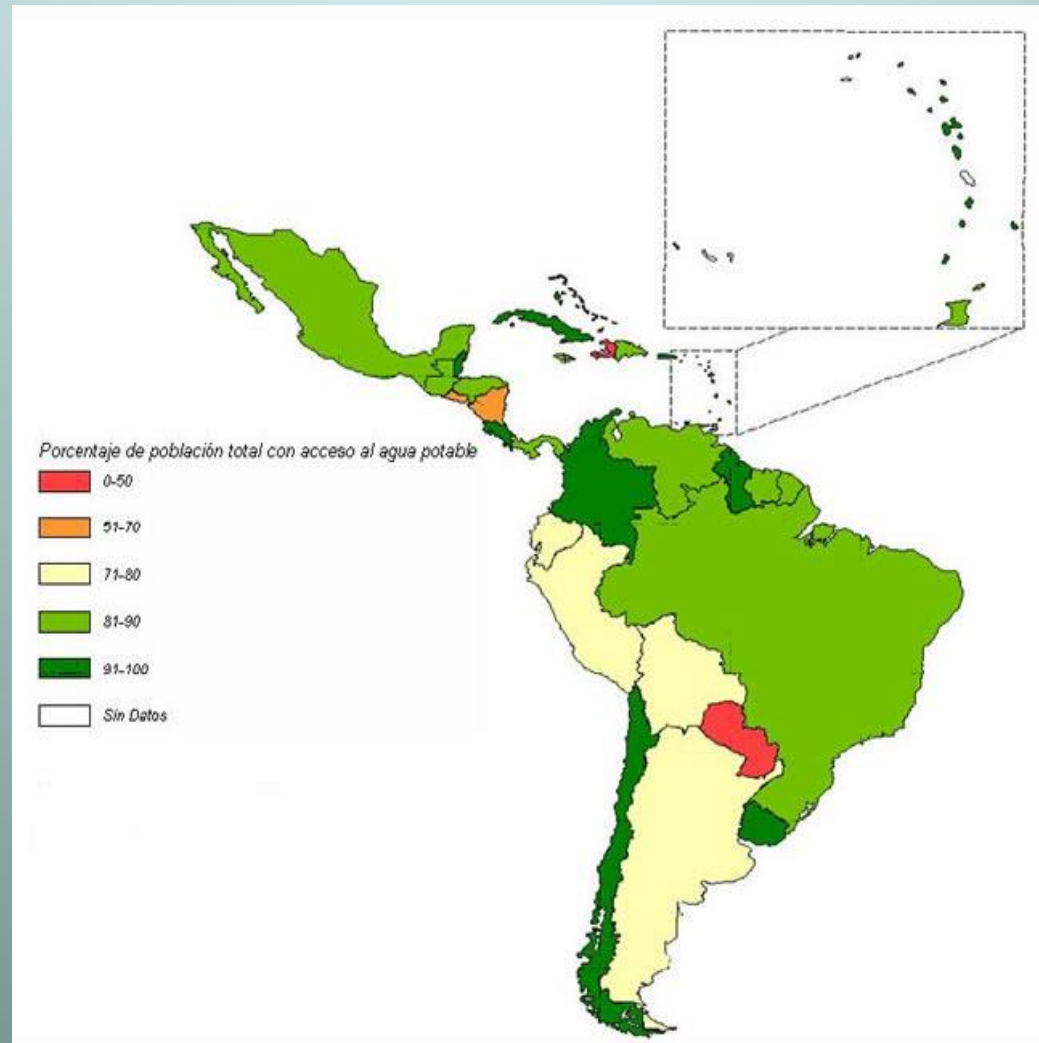 Porcentaje de población total con acceso al agua potable
0-50
51-70
71-80
81-90
91-100
Sin Datos